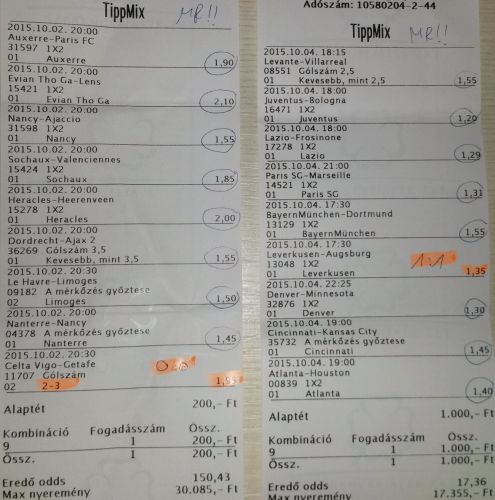 TippMix MR!!
2015.10.02. 20:00
Auxerre-Paris FC
31597 1X2
01 Auxerre 1,90
2015.10.02. 20:00
Evian Tho Ga-Lens
15421 1X2
01 Evian Tho Ga 2,10
2015.10.02. 20:00
Nancy-Ajaccio
31598 1X2
01 Nancy 1,55
2015.10.02. 20:00
Sochaux-Valenciennes
15424 1X2
01 Sochaux 1,85
2015.10.02. 20:00
Heracles-Heerenveen
15278 1X2
01 Heracles 2,00
2015.10.02. 20:00
Dordrecht-Ajax 2
36269 Gólszám 3,5
01 Kevesebb, mint 3,5 1,55
2015.10.02. 20:30
Le Havre-Limoges
09182 A mérkőzés győztese
02 Limoges 1,50
2015.10.02. 20:00
Nanterre-Nancy
04378 A mérkőzés győztese
01 Nanterre 1,45
2015.10.02. 20:30
Celta Vigo-Getafe
11707 Gólszám
02 2-3 1,95
Alaptét 200,- Ft
Kombináció Fogadásszám Össz.
9 1 200,- Ft
Össz. 1 200,- Ft
Eredő odds 150,43
Max nyeremény 30.085,- Ft
Adószám: 10580204-2-44
TippMix MR!!
2015.10.04. 18:15
Levante-Villarreal
08551 Gólszám 2,5
01 Kevesebb, mint 2,5 1,55
2015.10.04. 18:00
Juventus-Bologna
16471 1X2
01 Juventus 1,20
2015.10.04. 18:00
Lazio-Frosinone
17278 1X2
01 Lazio 1,29
2015.10.04. 21:00
Paris SG-Marseille
14521 1X2
01 Paris SG 1,31
2015.10.04. 17:30
BayernMünchen-Dortmund
13129 1X2
01 BayernMünchen 1,55
2015.10.04. 17:30
Leverkusen-Augsburg
13048 1X2 1:1
01 Leverkusen 1,35
2015.10.04. 22:25
Denver-Minnesota
32876 1X2
01 Denver 1,30
2015.10.04. 19:00
Cincinnati-Kansas City
35732 A mérkőzés győztese
01 Cincinnati 1,45
2015.10.04. 19:00
Atlanta-Houston
00839 1X2
01 Atlanta 1,40
Alaptét 1.000,- Ft
Kombináció Fogadásszám Össz.
9 1 1.000,- Ft
Össz. 1 1.000,- Ft
Eredő odds 17,36
Max nyeremény 17.355,- Ft